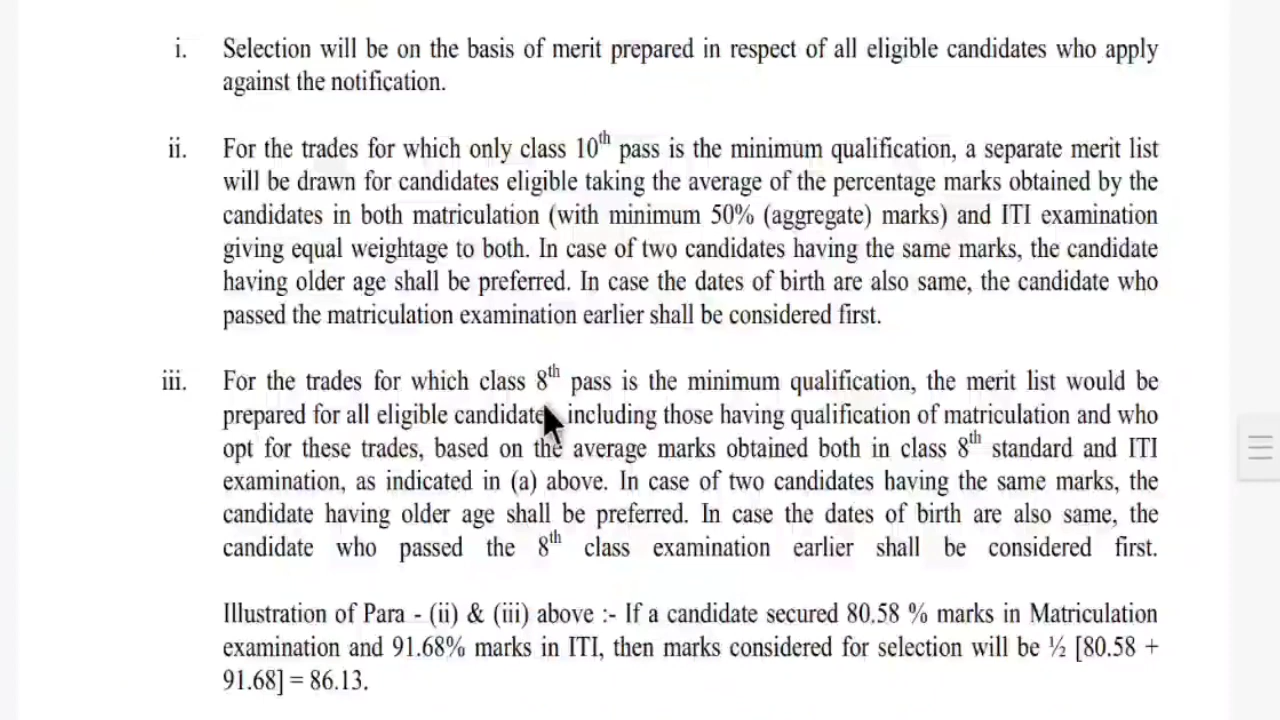 i. Selection will be on the basis of merit prepared in respect of all eligible candidates who apply
against the notification.
ii. For the trades for which only class 10th pass is the minimum qualification, a separate merit list
will be drawn for candidates eligible taking the average of the percentage marks obtained by the
candidates in both matriculation (with minimum 50% (aggregate) marks) and ITI examination
giving equal weightage to both. In case of two candidates having the same marks, the candidate
having older age shall be preferred. In case the dates of birth are also same, the candidate who
passed the matriculation examination earlier shall be considered first.
iii. For the trades for which class 8th pass is the minimum qualification, the merit list would be
prepared for all eligible candidate including those having qualification of matriculation and who
opt for these trades, based on the average marks obtained both in class 8th standard and ITI
examination, as indicated in (a) above. In case of two candidates having the same marks, the
candidate having older age shall be preferred. In case the dates of birth are also same, the
candidate who passed the 8th class examination earlier shall be considered first.
Illustration of Para - (ii) & (iii) above :- If a candidate secured 80.58 % marks in Matriculation
examination and 91.68% marks in ITI, then marks considered for selection will be ½ [80.58 +
91.68] = 86.13.